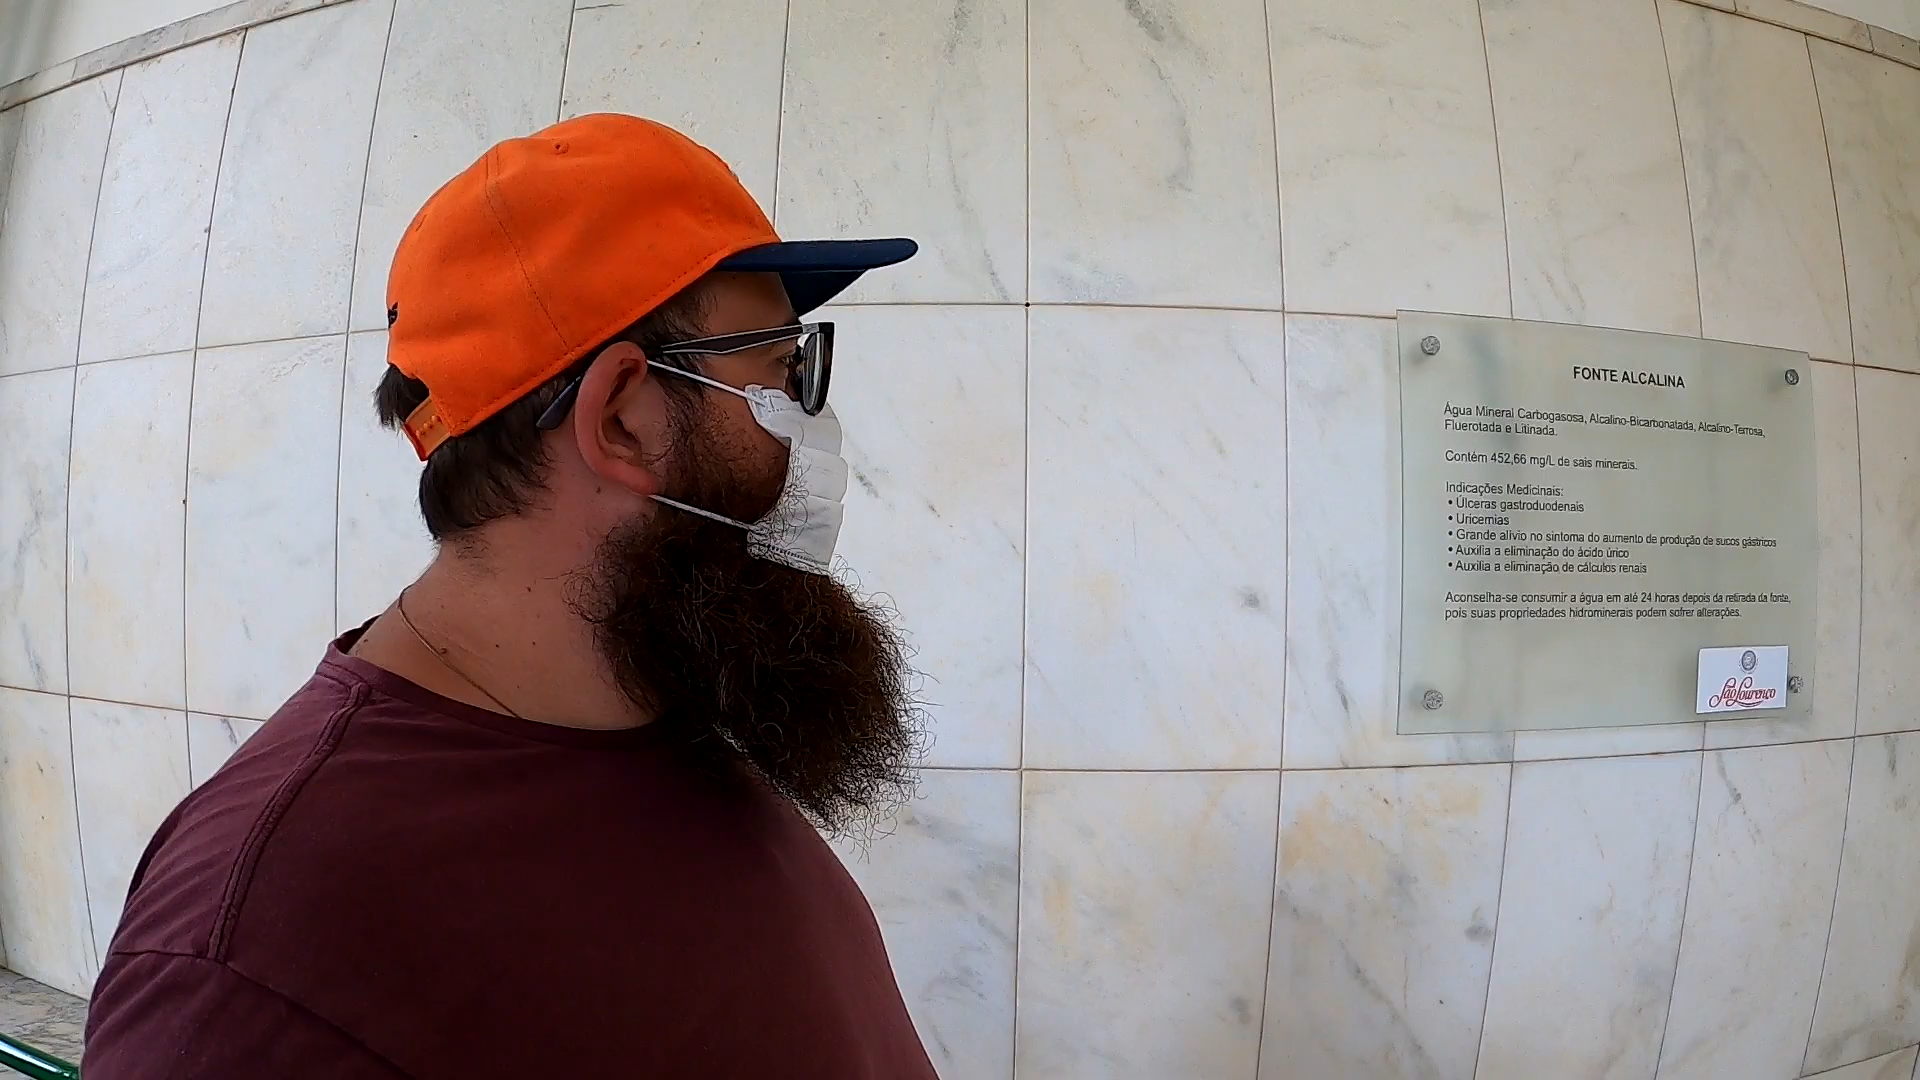 FONTE ALCALINA
Água Mineral Carbogasosa, Alcalino-Bicarbonatada, Alcalino-Terrosa,
Fluerotada e Litinada.
Contém 452,66 mg/L de sais minerais.
Indicações Medicinais:
• Úlceras gastroduodenais
• Uricemias
• Grande alívio no sintoma do aumento de produção de sucos gástricos
• Auxilia a eliminação do ácido úrico
• Auxilia a eliminação de cálculos renais
Aconselha-se consumir a água em até 24 horas depois da retirada da fonte,
pois suas propriedades hidrominerais podem sofrer alterações.
São Lourenço